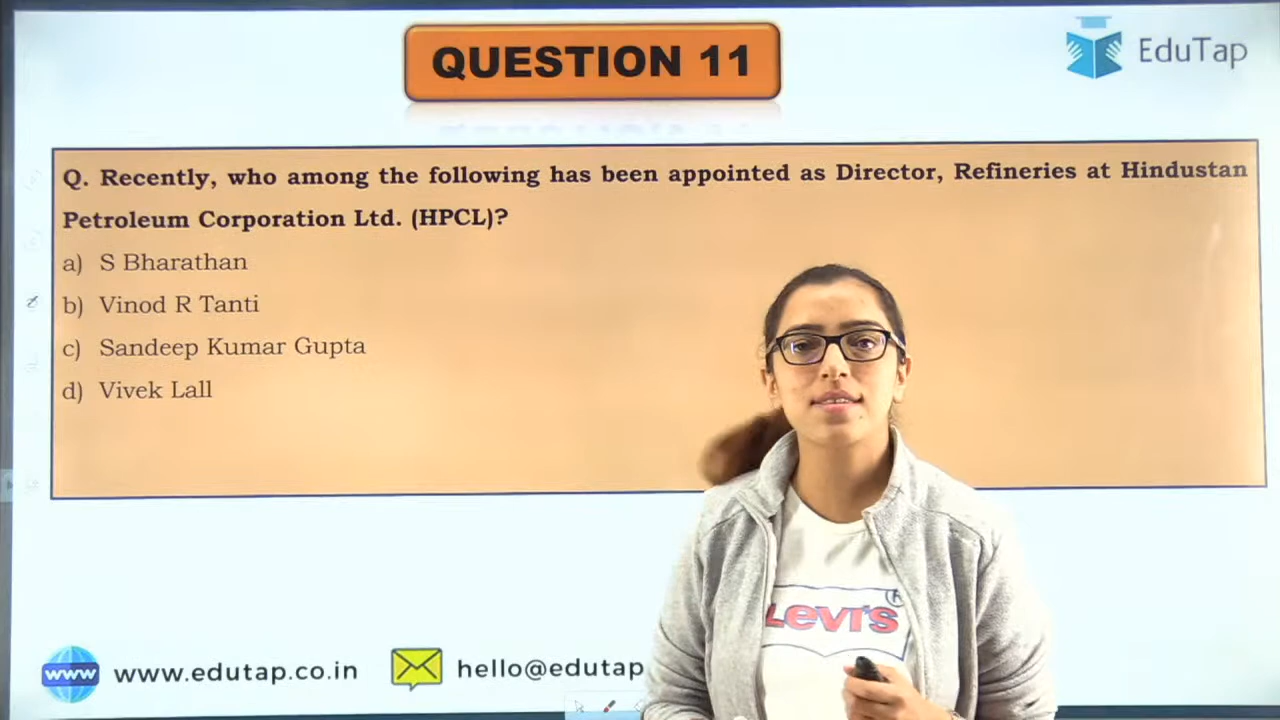 QUESTION 11
EduTap
Q. Recently, who among the following has been appointed as Director, Refineries at Hindustan
Petroleum Corporation Ltd. (HPCL)?
a) S Bharathan
b) Vinod R Tanti
c) Sandeep Kumar Gupta
d) Vivek Lall
Levi's ®
www www.edutap.co.in hello@edutap